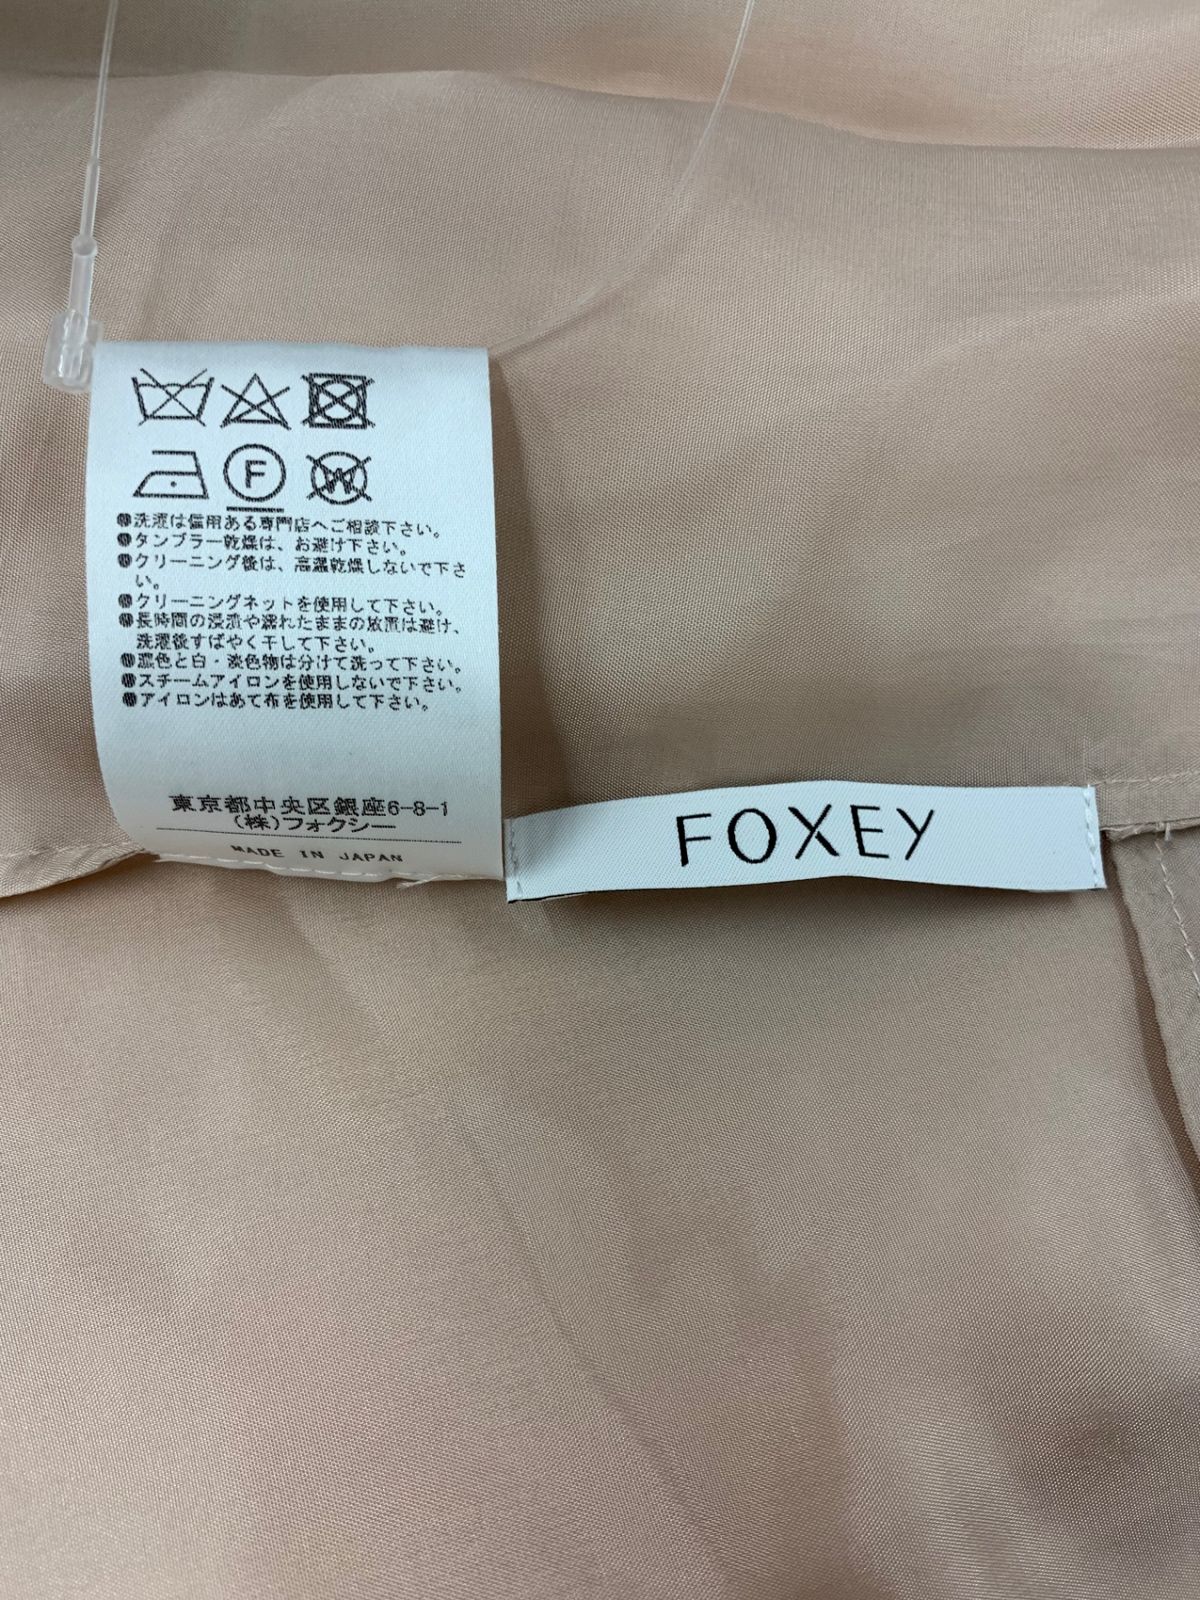 F
W
●洗濯は信用ある専門店へご相談下さい。
●タンブラー乾燥は、お避け下さい。
●クリーニング後は、高温乾燥しないで下さ
い。
●クリーニングネットを使用して下さい。
●長時間の浸漬や濡れたままの放置は避け、
洗濯後すばやく干して下さい。
●濃色と白・淡色物は分けて洗って下さい。
●スチームアイロンを使用しないで下さい。
●アイロンはあて布を使用して下さい。
東京都中央区銀座6-8-1
(株)フォクシー
MADE IN JAPAN
FOXEY